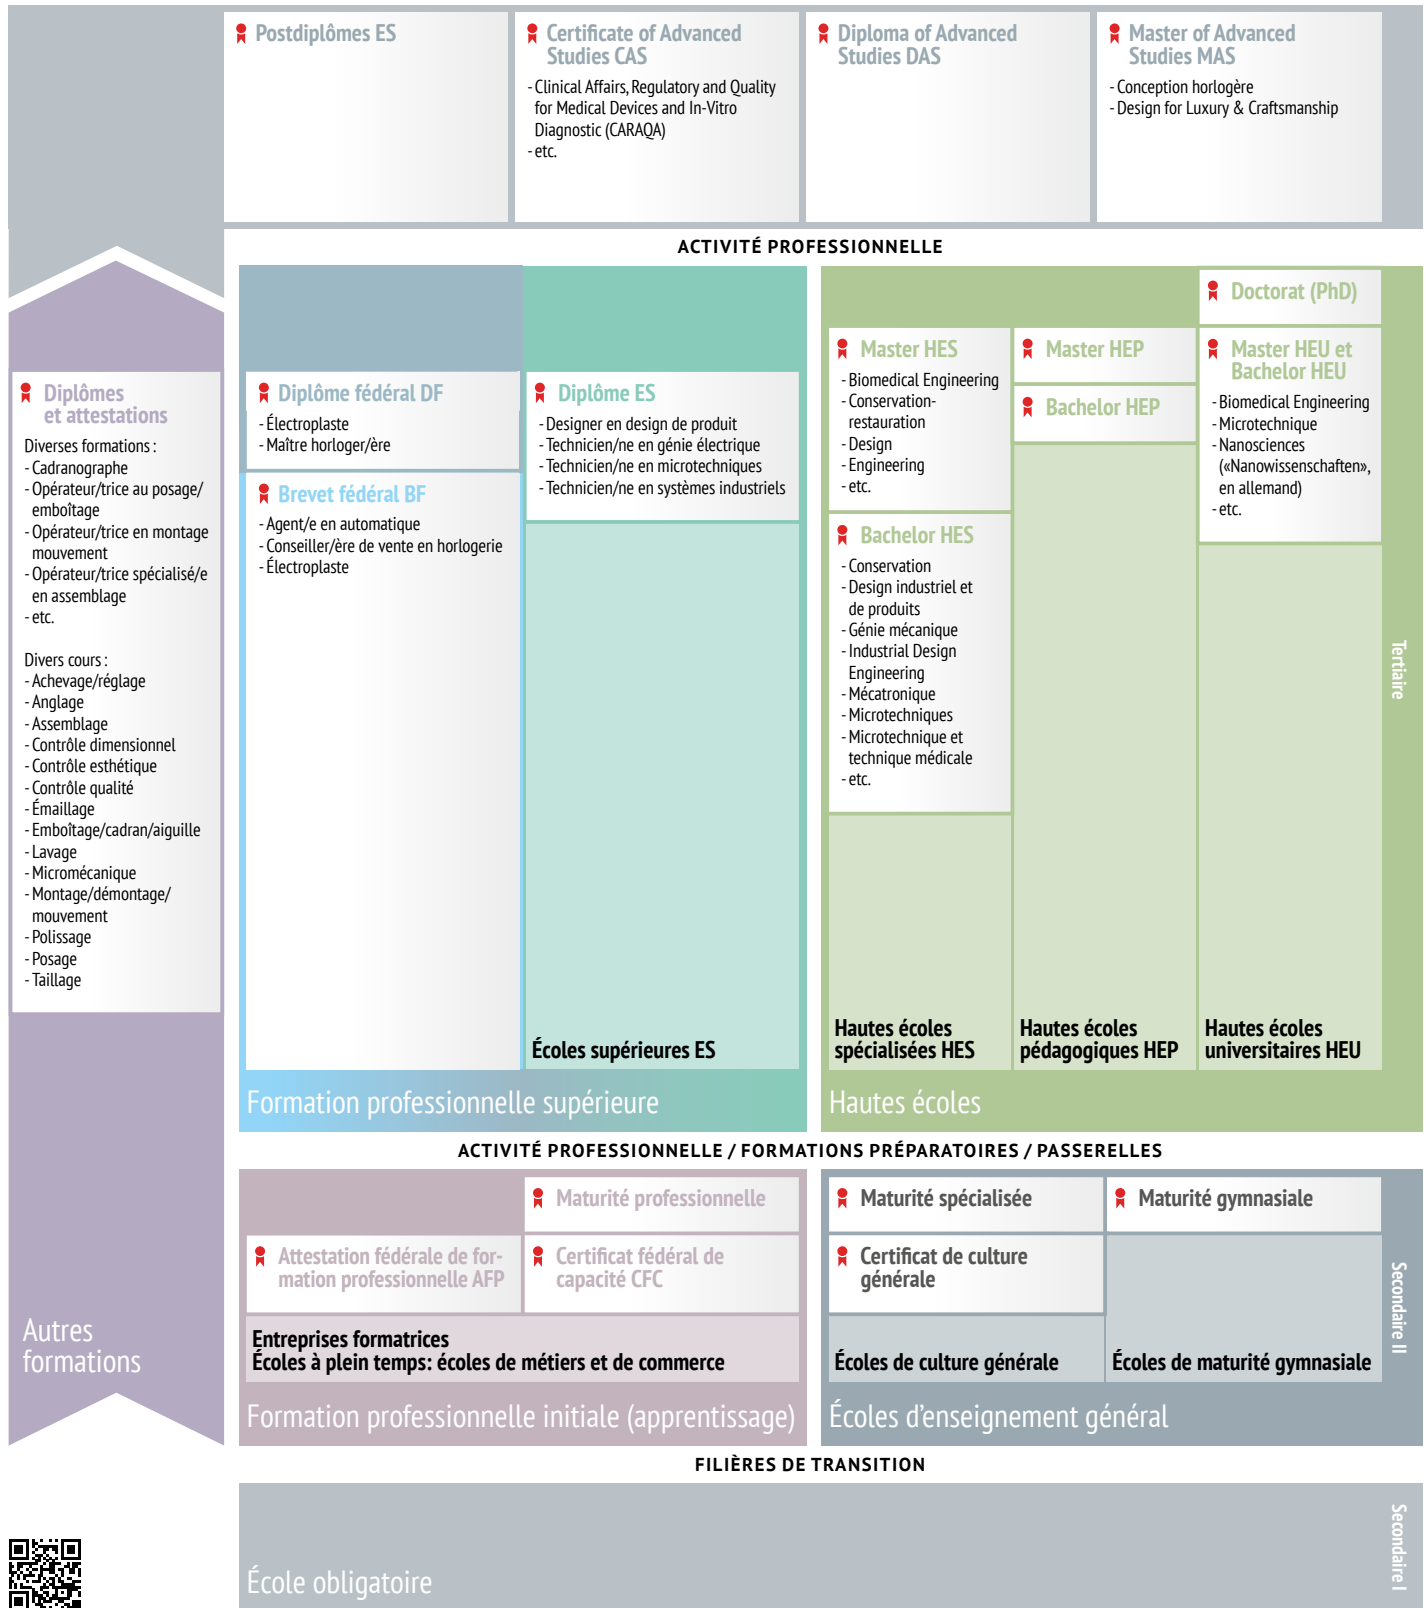 Postdiplômes ES
Certificate of Advanced
Studies CAS
- Clinical Affairs, Regulatory and Quality
for Medical Devices and In-Vitro
Diagnostic (CARAQA)
- etc.
Diploma of Advanced
Studies DAS
Master of Advanced
Studies MAS
- Conception horlogère
- Design for Luxury & Craftsmanship
ACTIVITÉ PROFESSIONNELLE
Diplômes
et attestations
Diverses formations :
- Cadranographe
- Opérateur/trice au posage/
emboîtage
- Opérateur/trice en montage
mouvement
- Opérateur/trice spécialisé/e
en assemblage
- etc.
Divers cours :
- Achevage/réglage
- Anglage
- Assemblage
- Contrôle dimensionnel
- Contrôle esthétique
- Contrôle qualité
- Émaillage
- Emboîtage/cadran/aiguille
- Lavage
- Micromécanique
- Montage/démontage/
mouvement
- Polissage
- Posage
- Taillage
Autres
formations
Diplôme fédéral DF
- Électroplaste
- Maître horloger/ère
Brevet fédéral BF
- Agent/e en automatique
- Conseiller/ère de vente en horlogerie
- Électroplaste
Diplôme ES
- Designer en design de produit
- Technicien/ne en génie électrique
- Technicien/ne en microtechniques
- Technicien/ne en systèmes industriels
Écoles supérieures ES
Formation professionnelle supérieure
Master HES
- Biomedical Engineering
- Conservation-
restauration
- Design
- Engineering
- etc.
Bachelor HES
- Conservation
- Design industriel et
de produits
- Génie mécanique
- Industrial Design
Engineering
- Mécatronique
- Microtechniques
- Microtechnique et
technique médicale
- etc.
Hautes écoles
spécialisées HES
Master HEP
Bachelor HEP
Hautes écoles
pédagogiques HEP
Doctorat (PhD)
Master HEU et
Bachelor HEU
- Biomedical Engineering
- Microtechnique
- Nanosciences
(«Nanowissenschaften»,
en allemand)
- etc.
Hautes écoles
universitaires HEU
Hautes écoles
Tertiaire
ACTIVITÉ PROFESSIONNELLE / FORMATIONS PRÉPARATOIRES / PASSERELLES
Maturité professionnelle
Attestation fédérale de for-
mation professionnelle AFP
Certificat fédéral de
capacité CFC
Entreprises formatrices
Écoles à plein temps: écoles de métiers et de commerce
Formation professionnelle initiale (apprentissage)
Maturité spécialisée
Certificat de culture
générale
Écoles de culture générale
Maturité gymnasiale
Écoles de maturité gymnasiale
Écoles d'enseignement général
Secondaire II
FILIÈRES DE TRANSITION
École obligatoire
Secondaire I